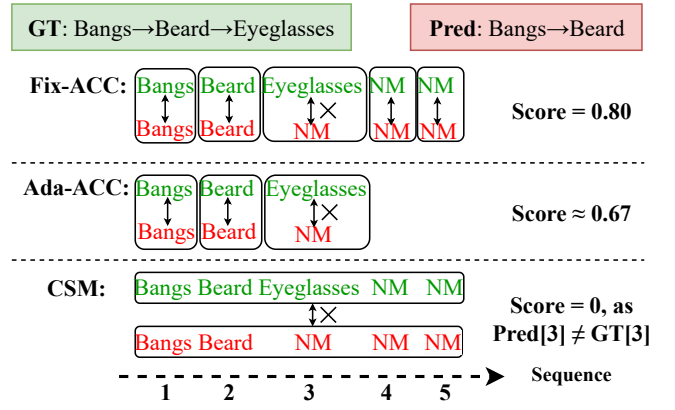 GT: Bangs→Beard→Eyeglasses
Pred: Bangs→Beard
Fix-ACC: Bangs Beard Eyeglasses NM NM
Bangs Beard NM NM NM
Score = 0.80
Ada-ACC: Bangs Beard Eyeglasses
Bangs Beard NM
Score ≈ 0.67
CSM: Bangs Beard Eyeglasses NM NM
Bangs Beard NM NM NM
Score = 0, as
Pred[3] ≠ GT[3]
Sequence
1 2 3 4 5